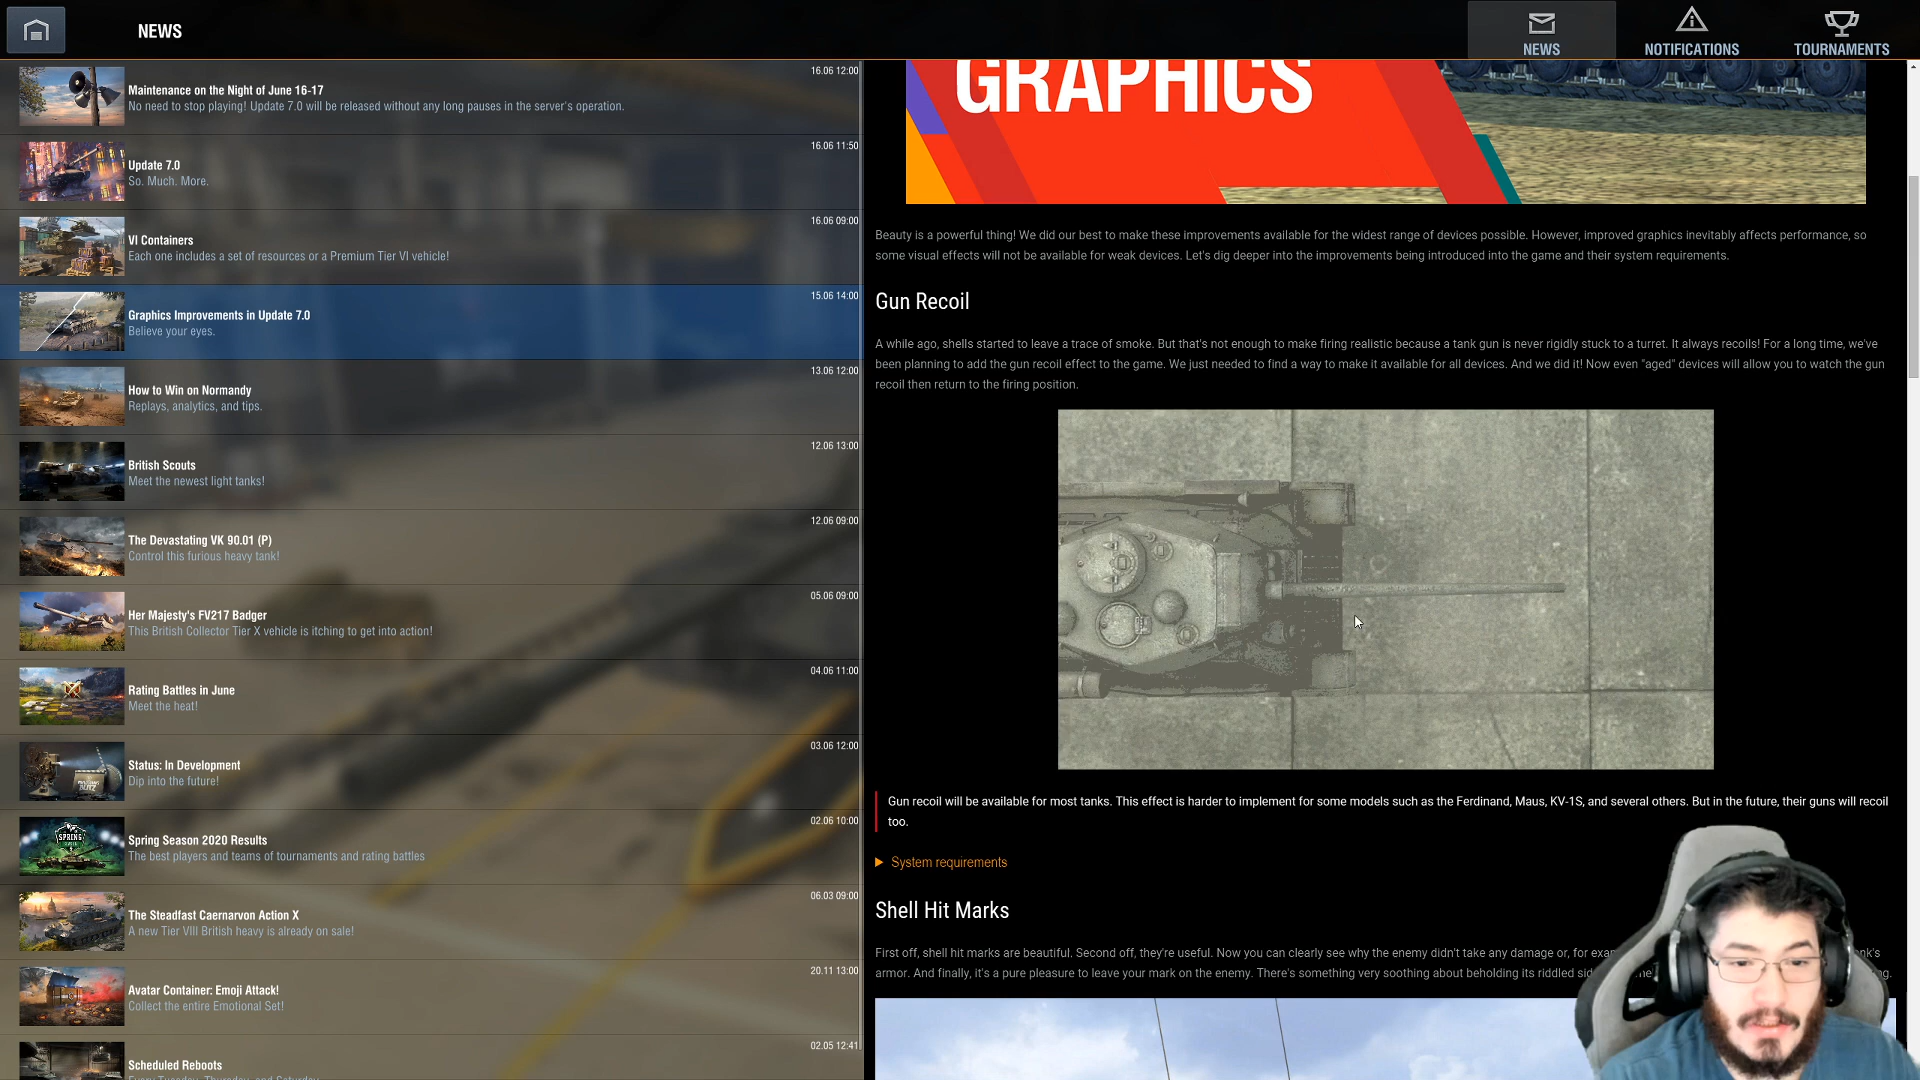 NEWS
NEWS
NOTIFICATIONS
TOURNAMENTS
16.06 12:00
Maintenance on the Night of June 16-17
No need to stop playing! Update 7.0 will be released without any long pauses in the server's operation.
16.06 11:50
Update 7.0
So. Much. More.
16.06 09:00
VI Containers
Each one includes a set of resources or a Premium Tier VI vehicle!
15.06 14:00
Graphics Improvements in Update 7.0
Believe your eyes.
13.06 12:00
How to Win on Normandy
Replays, analytics, and tips.
12.06 13:00
British Scouts
Meet the newest light tanks!
12.06 09:00
The Devastating VK 90.01 (P)
Control this furious heavy tank!
05.06 09:00
Her Majesty's FV217 Badger
This British Collector Tier X vehicle is itching to get into action!
04.06 11:00
Rating Battles in June
Meet the heat!
03.06 12:00
Status: In Development
Dip into the future!
02.06 10:00
Spring Season 2020 Results
The best players and teams of tournaments and rating battles
06.03 09:00
The Steadfast Caernarvon Action X
A new Tier VIII British heavy is already on sale!
20.11 13:00
Avatar Container: Emoji Attack!
Collect the entire Emotional Set!
02.05 12:41
Scheduled Reboots
Every Tuesday, Thursday, and Saturday
GRAPHICS
Beauty is a powerful thing! We did our best to make these improvements available for the widest range of devices possible. However, improved graphics inevitably affects performance, so
some visual effects will not be available for weak devices. Let's dig deeper into the improvements being introduced into the game and their system requirements.
Gun Recoil
A while ago, shells started to leave a trace of smoke. But that's not enough to make firing realistic because a tank gun is never rigidly stuck to a turret. It always recoils! For a long time, we've
been planning to add the gun recoil effect to the game. We just needed to find a way to make it available for all devices. And we did it! Now even "aged" devices will allow you to watch the gun
recoil then return to the firing position.
Gun recoil will be available for most tanks. This effect is harder to implement for some models such as the Ferdinand, Maus, KV-1S, and several others. But in the future, their guns will recoil
too.
System requirements
Shell Hit Marks
First off, shell hit marks are beautiful. Second off, they're useful. Now you can clearly see why the enemy didn't take any damage or, for
armor. And finally, it's a pure pleasure to leave your mark on the enemy. There's something very soothing about beholding its riddled